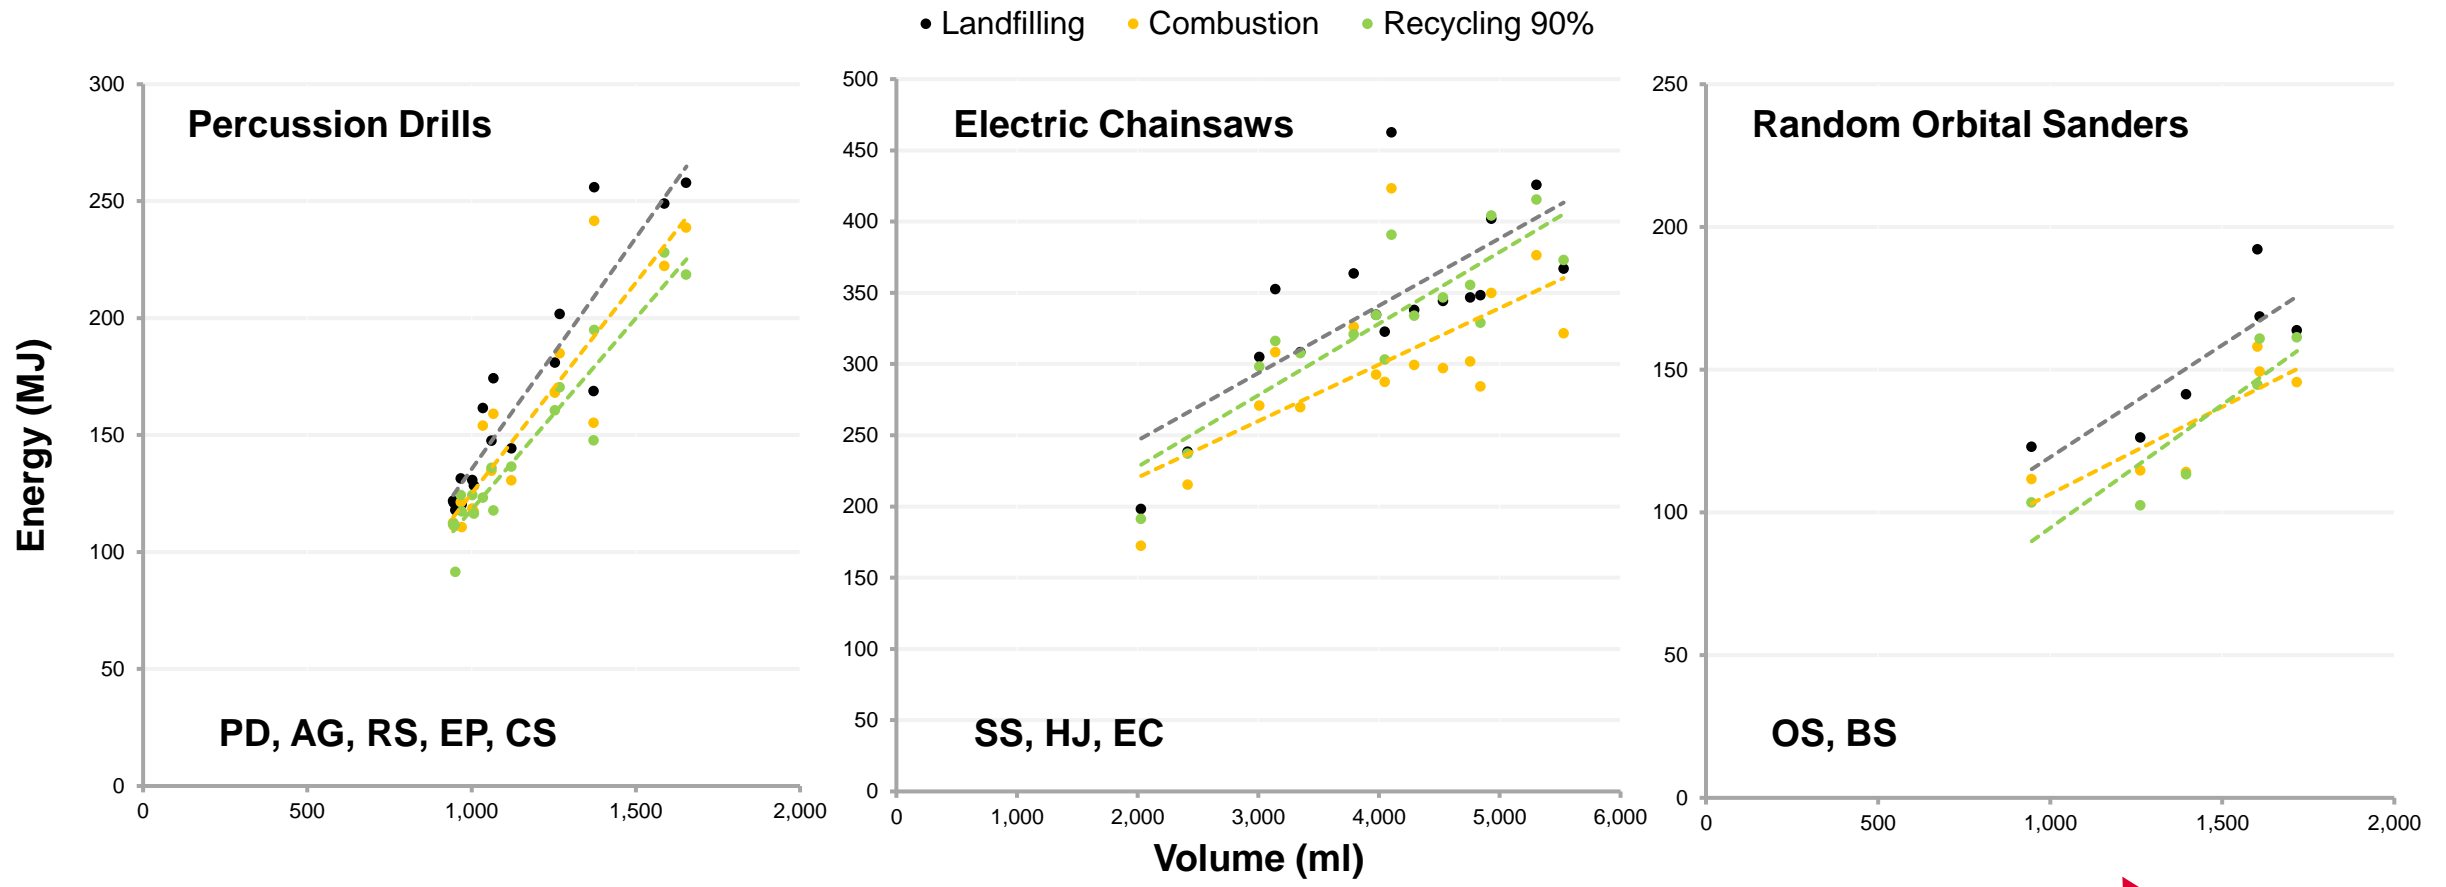 Landfilling Combustion Recycling 90%
Percussion Drills
300
250
200
150
100
50
0
0 500 1,000 1,500 2,000
PD, AG, RS, EP, CS
Electric Chainsaws
500
450
400
350
300
250
200
150
100
50
0
0 1,000 2,000 3,000 4,000 5,000 6,000
SS, HJ, EC
Random Orbital Sanders
250
200
150
100
50
0
0 500 1,000 1,500 2,000
OS, BS
Energy (MJ)
Volume (ml)